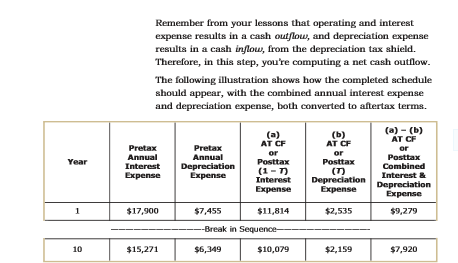 Remember from your lessons that operating and interest
expense results in a cash outflow, and depreciation expense
results in a cash inflow, from the depreciation tax shield.
Therefore, in this step, you're computing a net cash outflow.
The following illustration shows how the completed schedule
should appear, with the combined annual interest expense
and depreciation expense, both converted to aftertax terms.
Year
Pretax
Annual
Interest
Expense
Pretax
Annual
Depreciation
Expense
(a)
AT CF
or
Posttax
(1 – T)
Interest
Expense
(b)
AT CF
or
Posttax
(T)
Depreciation
Expense
(a) – (b)
AT CF
or
Posttax
Combined
Interest &
Depreciation
Expense
1 $17,900 $7,455 $11,814 $2,535 $9,279
Break in Sequence
10 $15,271 $6,349 $10,079 $2,159 $7,920